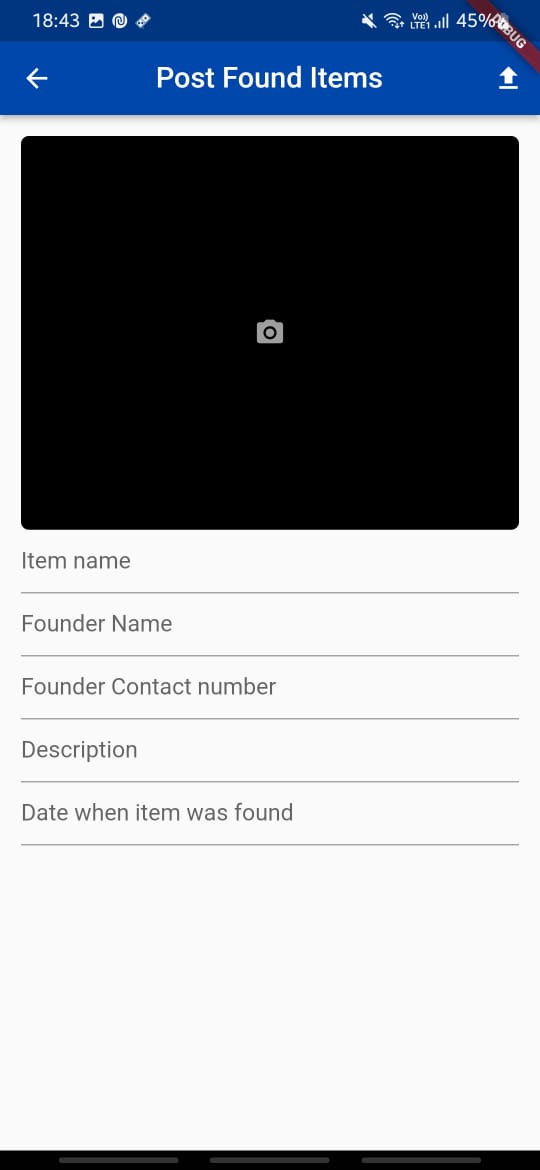 18:43
Vo)) LTE1 45%
DEBUG
Post Found Items
Item name
Founder Name
Founder Contact number
Description
Date when item was found